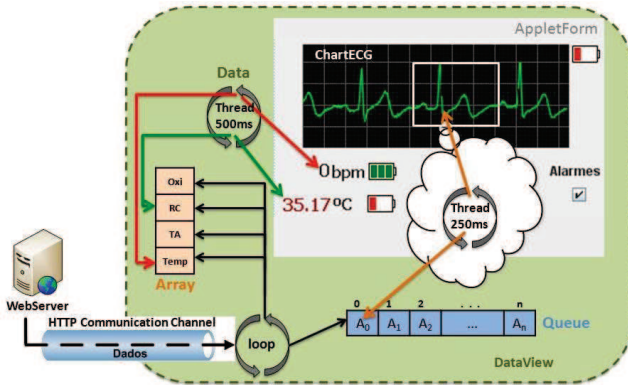 AppletForm
ChartECG
Data
Thread
500ms
0bpm
35.17ºC
Alarmes
Thread
250ms
Oxi
RC
TA
Temp
Array
WebServer
HTTP Communication Channel
Dados
loop
0 1 2 . . . n
A0 A1 A2 ... An
Queue
DataView